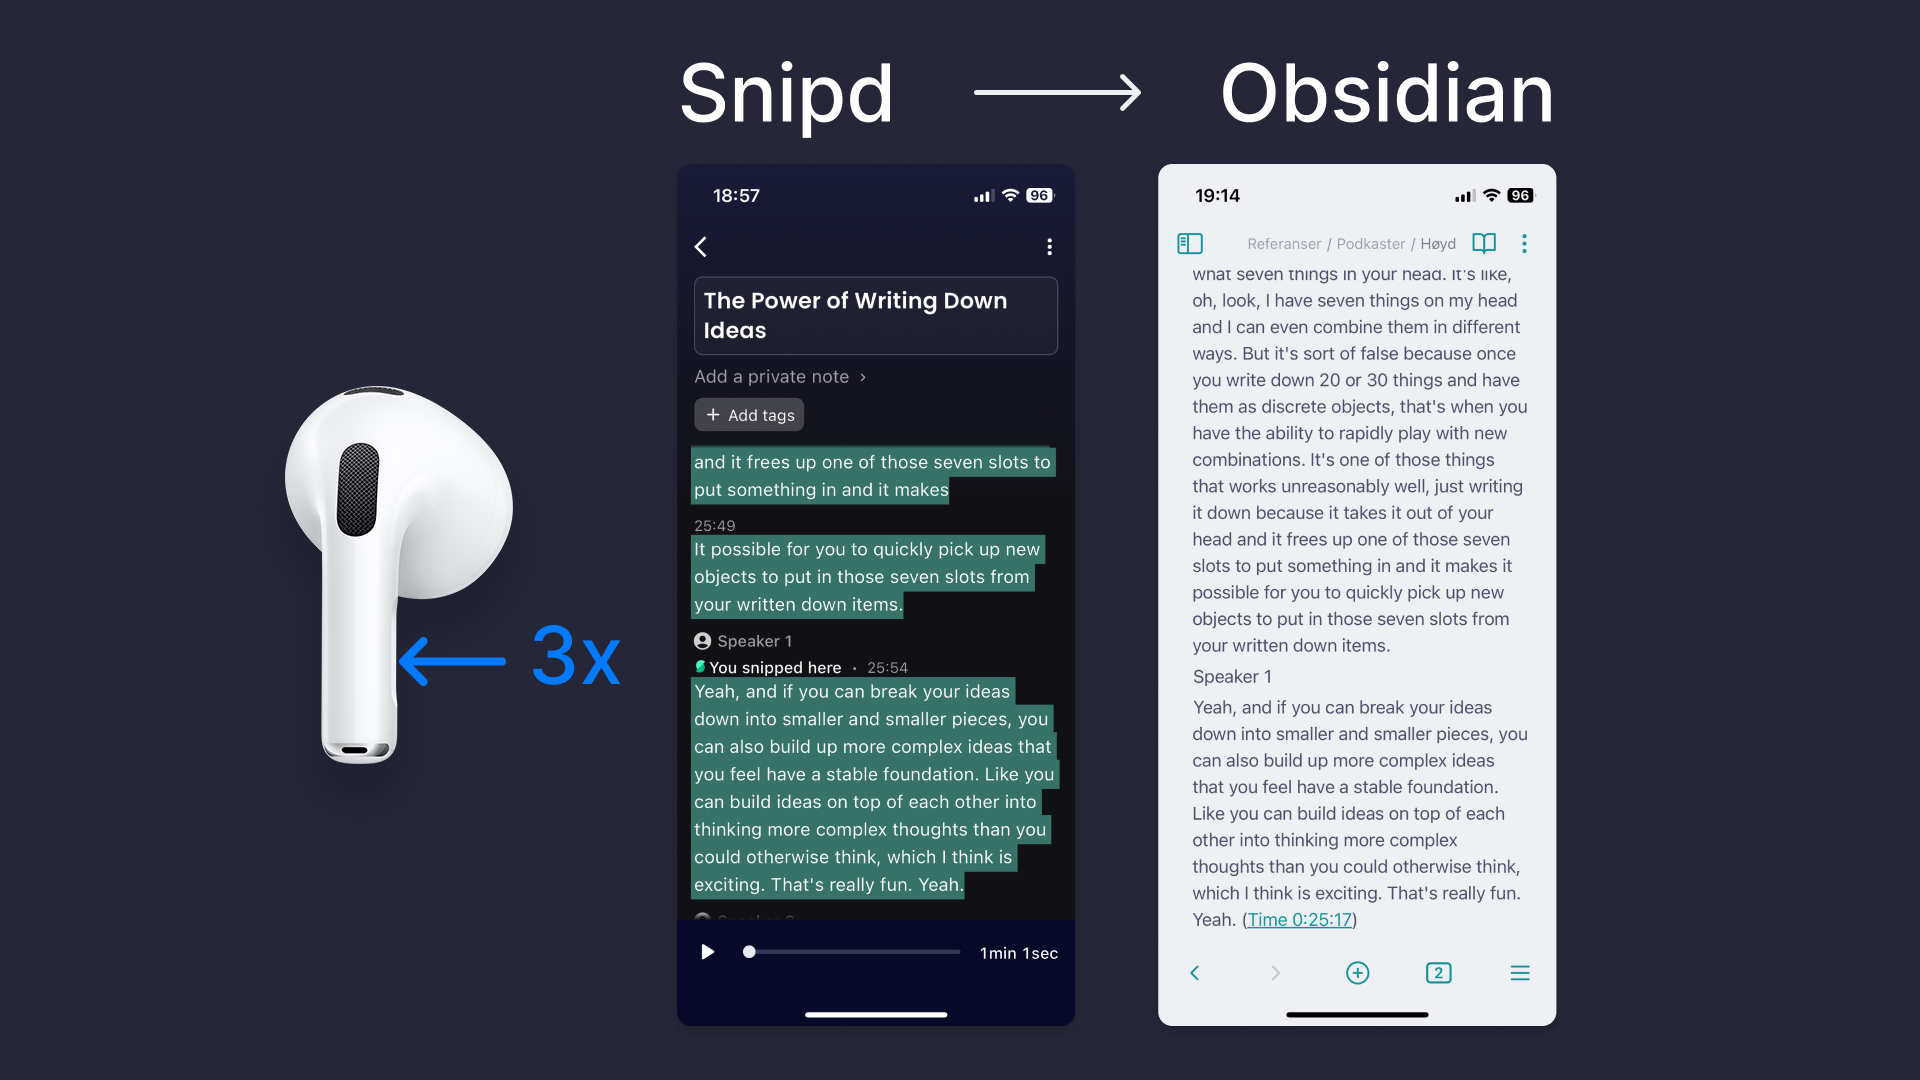 Snipd
Obsidian
3x
18:57
96
The Power of Writing Down
Ideas
Add a private note
+ Add tags
and it frees up one of those seven slots to
put something in and it makes
25:49
It possible for you to quickly pick up new
objects to put in those seven slots from
your written down items.
Speaker 1
You snipped here · 25:54
Yeah, and if you can break your ideas
down into smaller and smaller pieces, you
can also build up more complex ideas that
you feel have a stable foundation. Like you
can build ideas on top of each other into
thinking more complex thoughts than you
could otherwise think, which I think is
exciting. That's really fun. Yeah.
1min 1sec
19:14
96
Referanser / Podkaster / Høyd
what seven things in your head. It's like,
oh, look, I have seven things on my head
and I can even combine them in different
ways. But it's sort of false because once
you write down 20 or 30 things and have
them as discrete objects, that's when you
have the ability to rapidly play with new
combinations. It's one of those things
that works unreasonably well, just writing
it down because it takes it out of your
head and it frees up one of those seven
slots to put something in and it makes it
possible for you to quickly pick up new
objects to put in those seven slots from
your written down items.
Speaker 1
Yeah, and if you can break your ideas
down into smaller and smaller pieces, you
can also build up more complex ideas
that you feel have a stable foundation.
Like you can build ideas on top of each
other into thinking more complex
thoughts than you could otherwise think,
which I think is exciting. That's really fun.
Yeah. (Time 0:25:17)
2